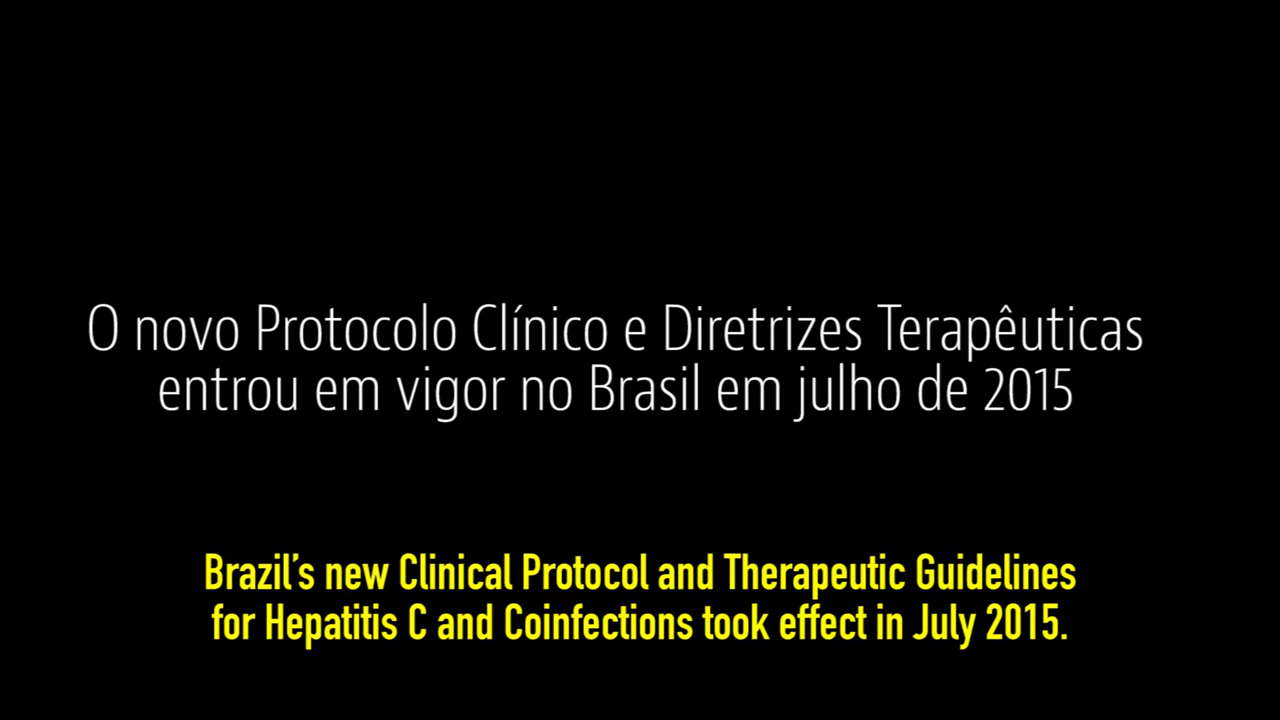 O novo Protocolo Clínico e Diretrizes Terapêuticas
entrou em vigor no Brasil em julho de 2015
Brazil’s new Clinical Protocol and Therapeutic Guidelines
for Hepatitis C and Coinfections took effect in July 2015.